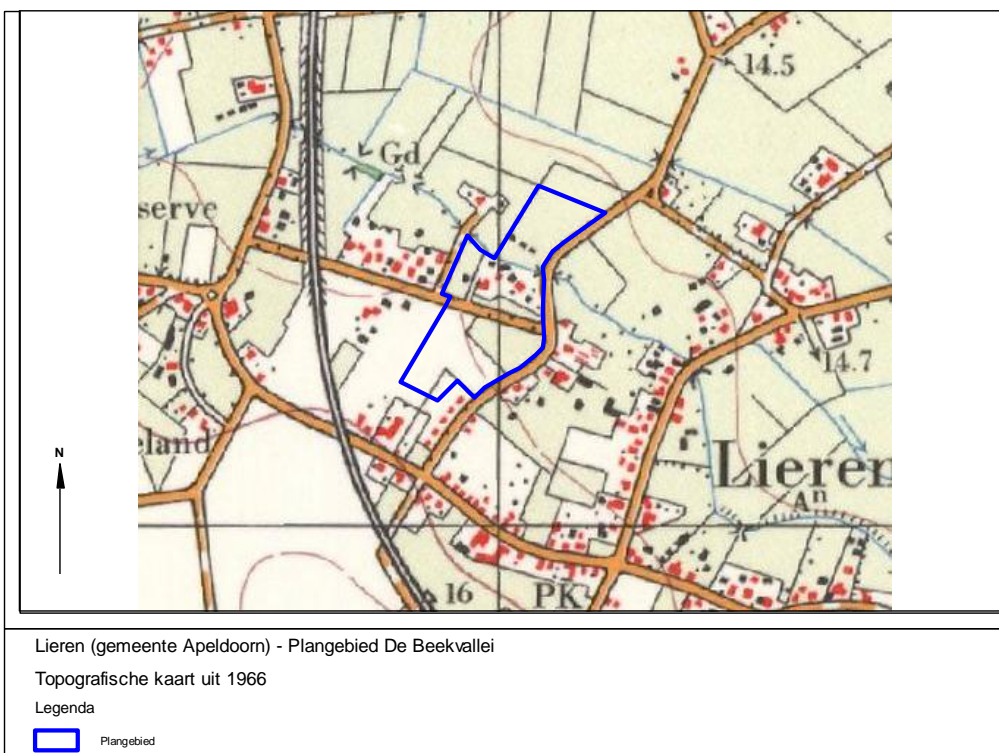 14.5
Gd
serve
14.7
eland
Lieren
An
16
PK
N
Lieren (gemeente Apeldoorn) - Plangebied De Beekvallei
Topografische kaart uit 1966
Legenda
Plangebied